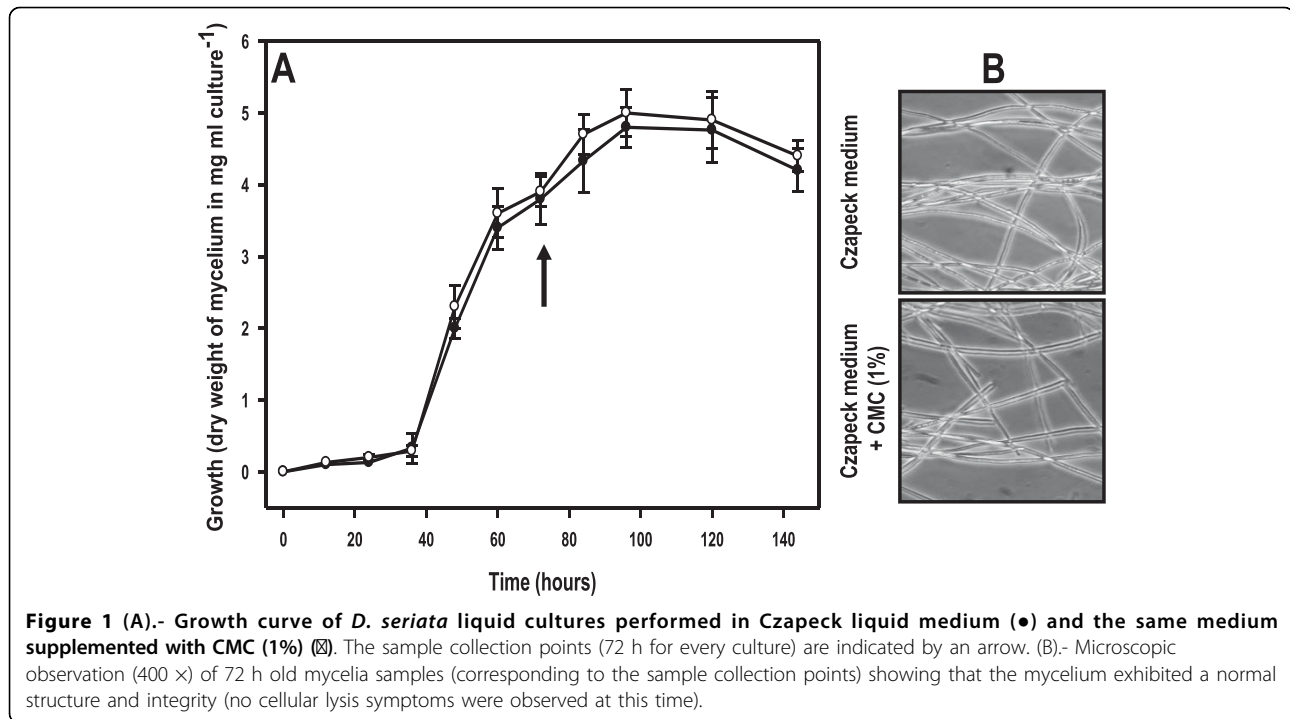 A
B
Growth (dry weight of mycelium in mg ml culture-1)
6
5
4
3
2
1
0
0 20 40 60 80 100 120 140
Time (hours)
Czapeck medium
Czapeck medium
+ CMC (1%)
Figure 1 (A).- Growth curve of D. seriata liquid cultures performed in Czapeck liquid medium (●) and the same medium
supplemented with CMC (1%) (). The sample collection points (72 h for every culture) are indicated by an arrow. (B).- Microscopic
observation (400 ×) of 72 h old mycelia samples (corresponding to the sample collection points) showing that the mycelium exhibited a normal
structure and integrity (no cellular lysis symptoms were observed at this time).